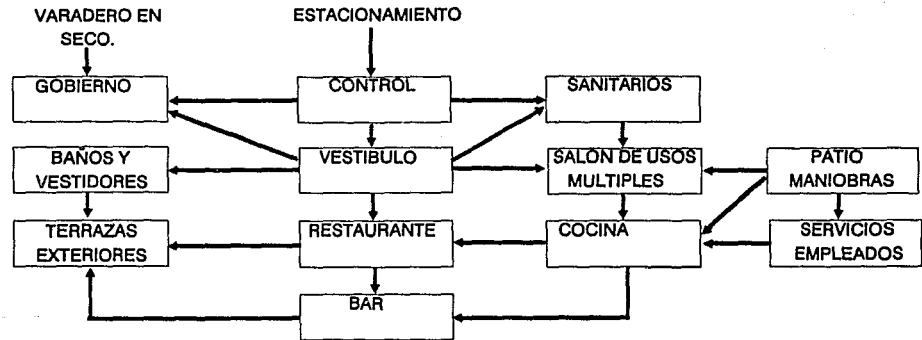 VARADERO EN
SECO.
ESTACIONAMIENTO
GOBIERNO
CONTROL
SANITARIOS
BAÑOS Y
VESTIDORES
VESTIBULO
SALON DE USOS
MULTIPLES
PATIO
MANIOBRAS
TERRAZAS
EXTERIORES
RESTAURANTE
COCINA
SERVICIOS
EMPLEADOS
BAR